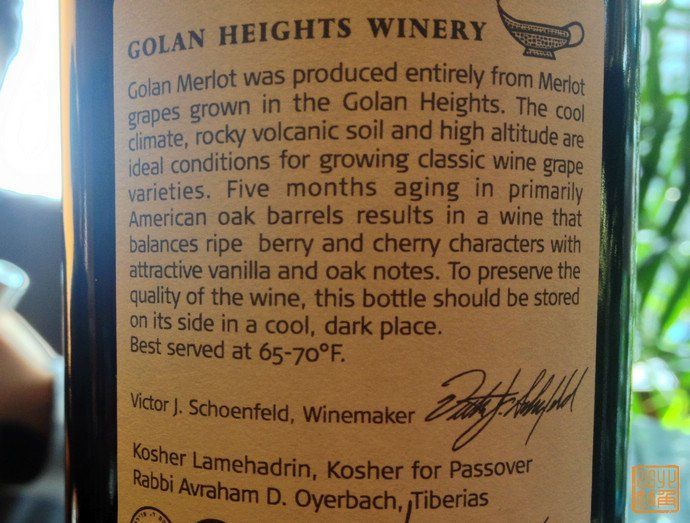 GOLAN HEIGHTS WINERY
Golan Merlot was produced entirely from Merlot
grapes grown in the Golan Heights. The cool
climate, rocky volcanic soil and high altitude are
ideal conditions for growing classic wine grape
varieties. Five months aging in primarily
American oak barrels results in a wine that
balances ripe berry and cherry characters with
attractive vanilla and oak notes. To preserve the
quality of the wine, this bottle should be stored
on its side in a cool, dark place.
Best served at 65-70°F.
Victor J. Schoenfeld, Winemaker
Kosher Lamehadrin, Kosher for Passover
Rabbi Avraham D. Oyerbach, Tiberias